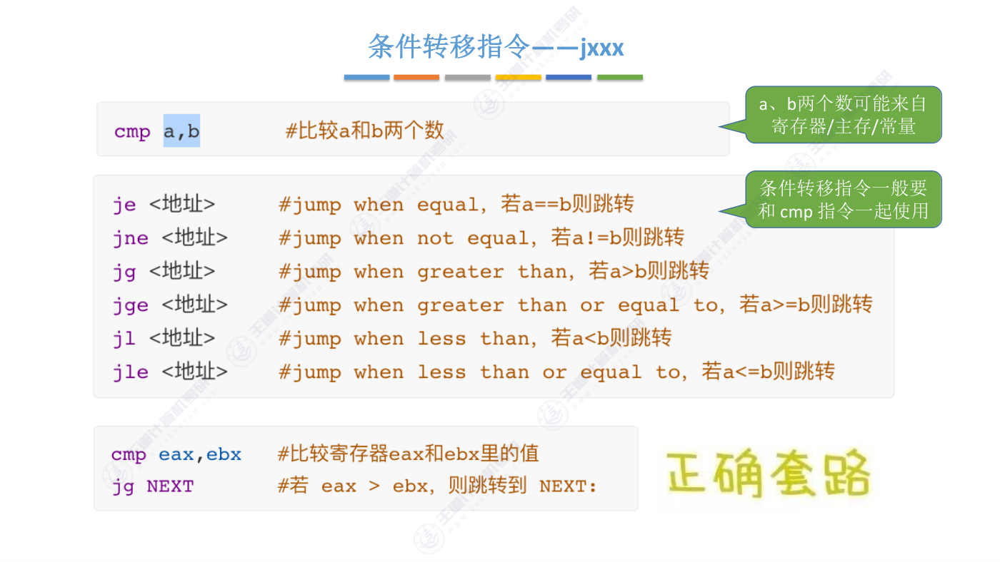 条件转移指令——jxxx
cmp a,b #比较a和b两个数
a、b两个数可能来自
寄存器/主存/常量
条件转移指令一般要
和 cmp 指令一起使用
je <地址> #jump when equal, 若a==b则跳转
jne <地址> #jump when not equal, 若a!=b则跳转
jg <地址> #jump when greater than, 若a>b则跳转
jge <地址> #jump when greater than or equal to, 若a>=b则跳转
jl <地址> #jump when less than, 若a<b则跳转
jle <地址> #jump when less than or equal to, 若a<=b则跳转
cmp eax,ebx #比较寄存器eax和ebx里的值
jg NEXT #若 eax > ebx, 则跳转到 NEXT:
正确套路